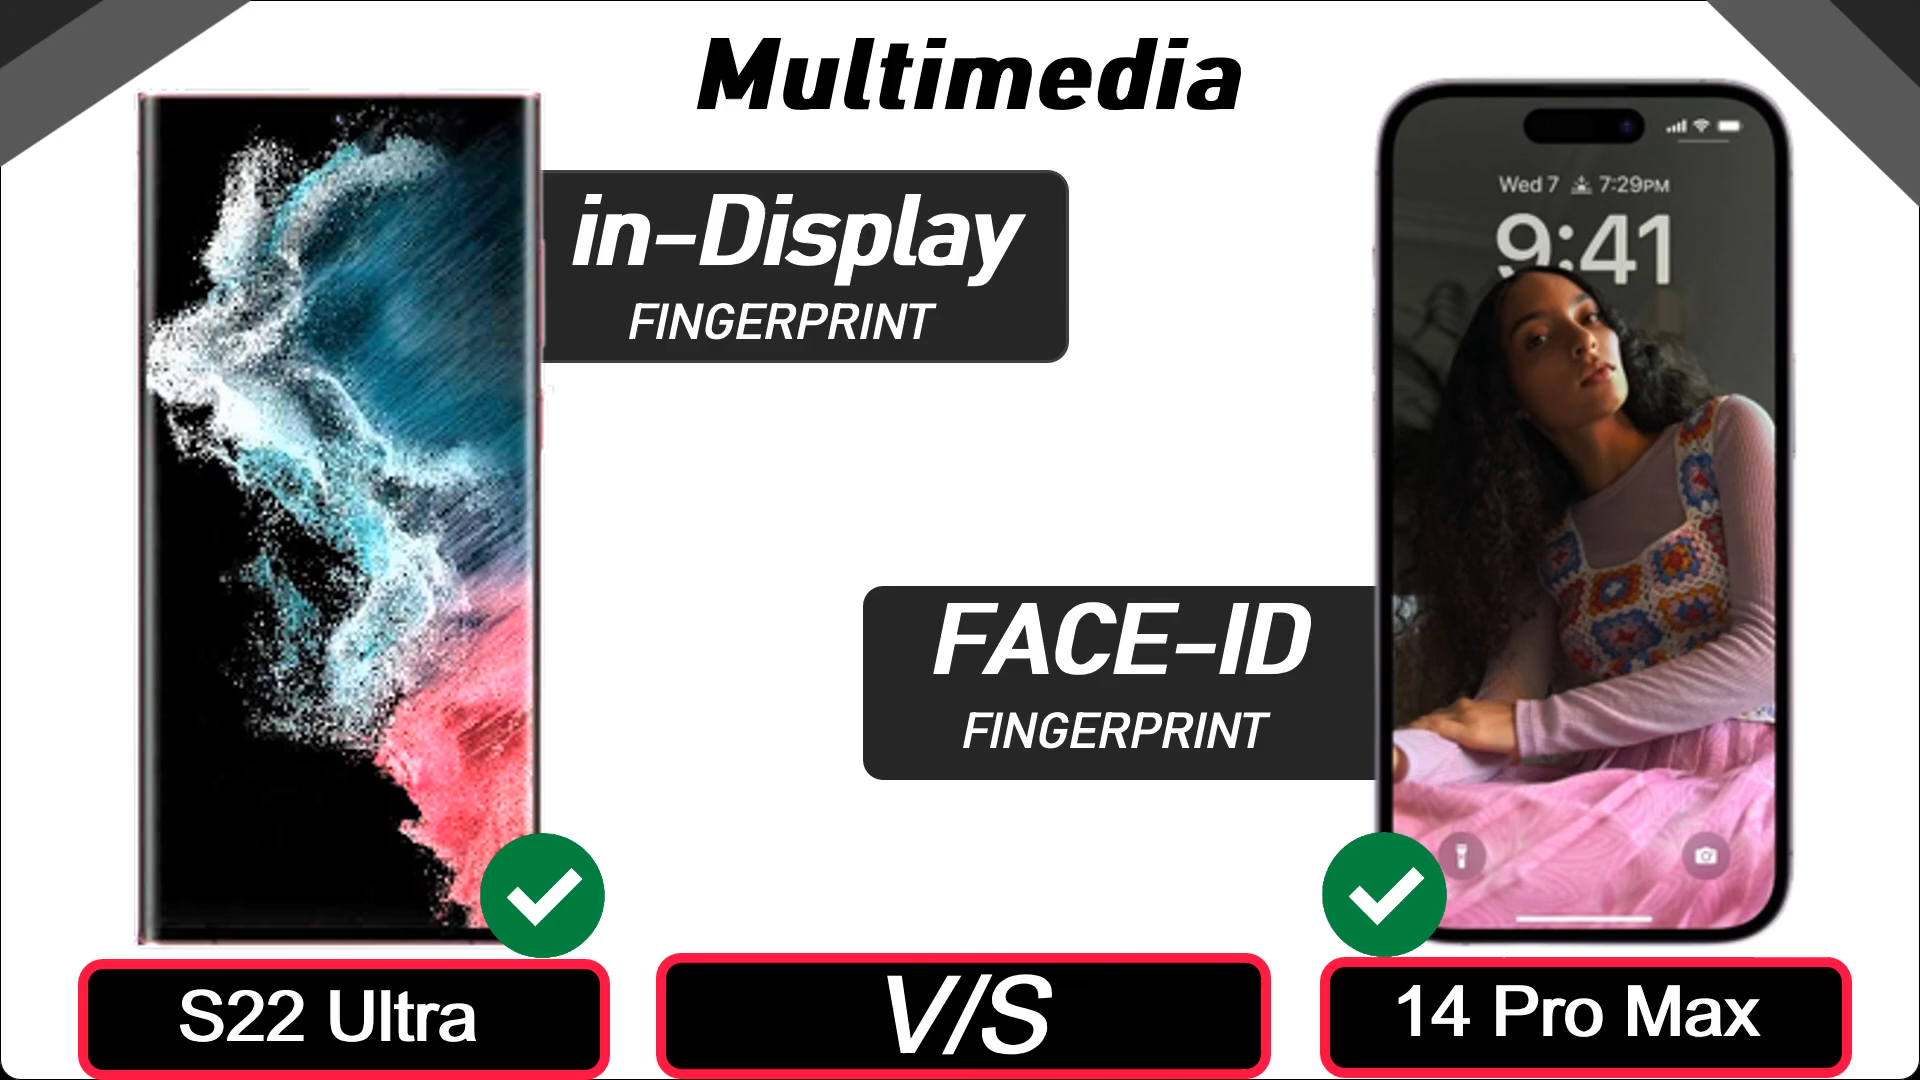 Multimedia
in-Display
FINGERPRINT
Wed 7 7:29PM
9:41
FACE-ID
FINGERPRINT
S22 Ultra
V/S
14 Pro Max